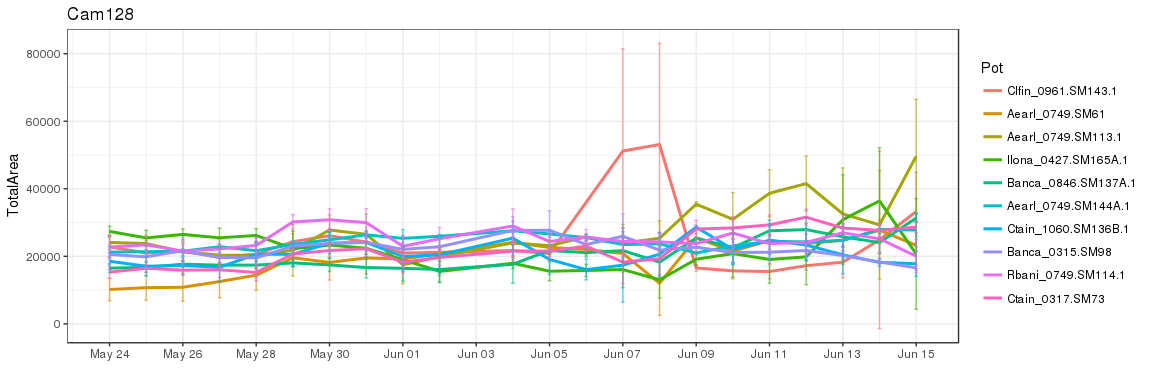 Cam128
TotalArea
80000
60000
40000
20000
0
May 24
May 26
May 28
May 30
Jun 01
Jun 03
Jun 05
Jun 07
Jun 09
Jun 11
Jun 13
Jun 15
Pot
Clfin_0961.SM143.1
Aearl_0749.SM61
Aearl_0749.SM113.1
Ilona_0427.SM165A.1
Banca_0846.SM137A.1
Aearl_0749.SM144A.1
Ctain_1060.SM136B.1
Banca_0315.SM98
Rbani_0749.SM114.1
Ctain_0317.SM73